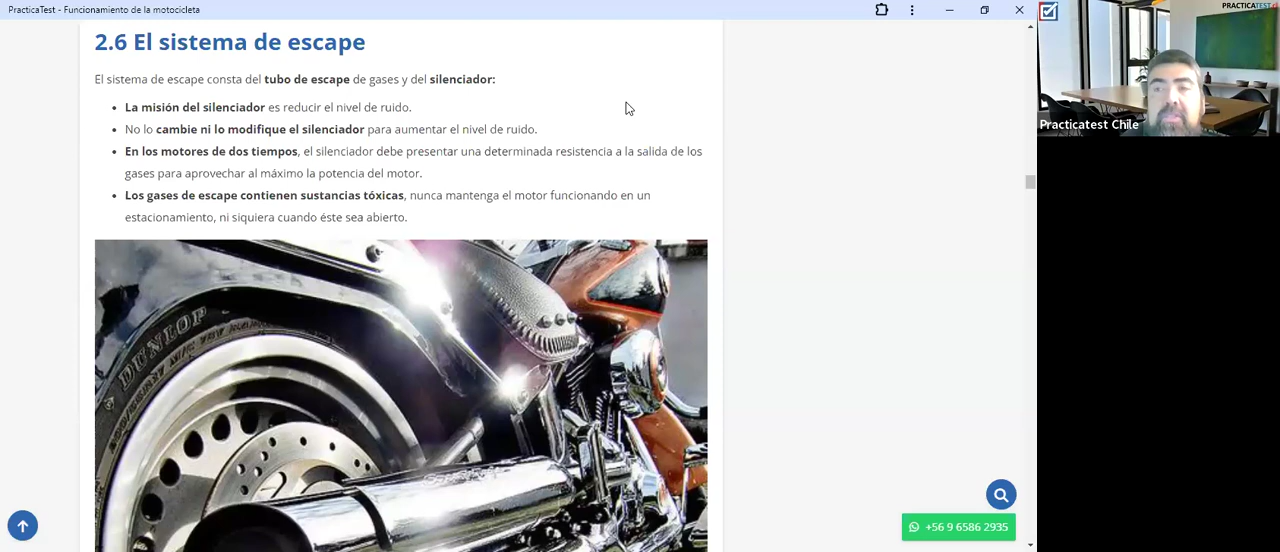 PracticaTest - Funcionamiento de la motocicleta
PRACTICATEST
2.6 El sistema de escape
El sistema de escape consta del tubo de escape de gases y del silenciador:
• La misión del silenciador es reducir el nivel de ruido.
• No lo cambie ni lo modifique el silenciador para aumentar el nivel de ruido.
• En los motores de dos tiempos, el silenciador debe presentar una determinada resistencia a la salida de los
gases para aprovechar al máximo la potencia del motor.
• Los gases de escape contienen sustancias tóxicas, nunca mantenga el motor funcionando en un
estacionamiento, ni siquiera cuando éste sea abierto.
Practicatest Chile
DUNLOP
+56 9 6586 2935